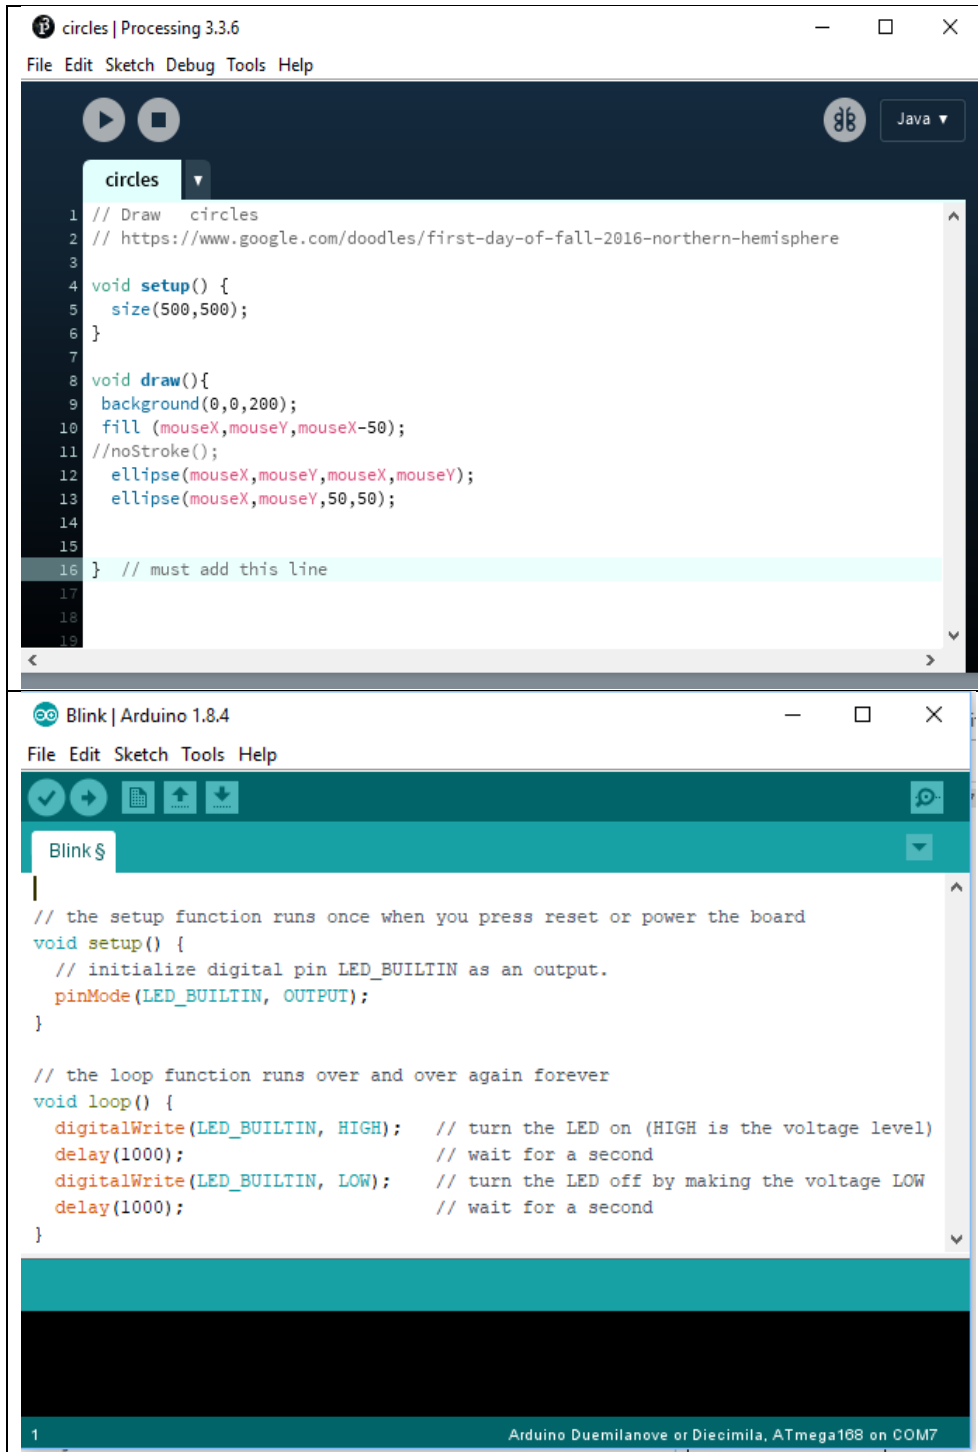 circles | Processing 3.3.6
File Edit Sketch Debug Tools Help
Java ▼
circles ▼
1 // Draw   circles
2 // https://www.google.com/doodles/first-day-of-fall-2016-northern-hemisphere
3
4 void setup() {
5   size(500,500);
6 }
7
8 void draw(){
9  background(0,0,200);
10  fill (mouseX,mouseY,mouseX-50);
11 //noStroke();
12   ellipse(mouseX,mouseY,mouseX,mouseY);
13   ellipse(mouseX,mouseY,50,50);
14
15
16 }  // must add this line
17
18
19
Blink | Arduino 1.8.4
File Edit Sketch Tools Help
Blink §
// the setup function runs once when you press reset or power the board
void setup() {
  // initialize digital pin LED_BUILTIN as an output.
  pinMode(LED_BUILTIN, OUTPUT);
}
// the loop function runs over and over again forever
void loop() {
  digitalWrite(LED_BUILTIN, HIGH);   // turn the LED on (HIGH is the voltage level)
  delay(1000);                       // wait for a second
  digitalWrite(LED_BUILTIN, LOW);    // turn the LED off by making the voltage LOW
  delay(1000);                       // wait for a second
}
1 Arduino Duemilanove or Diecimila, ATmega168 on COM7